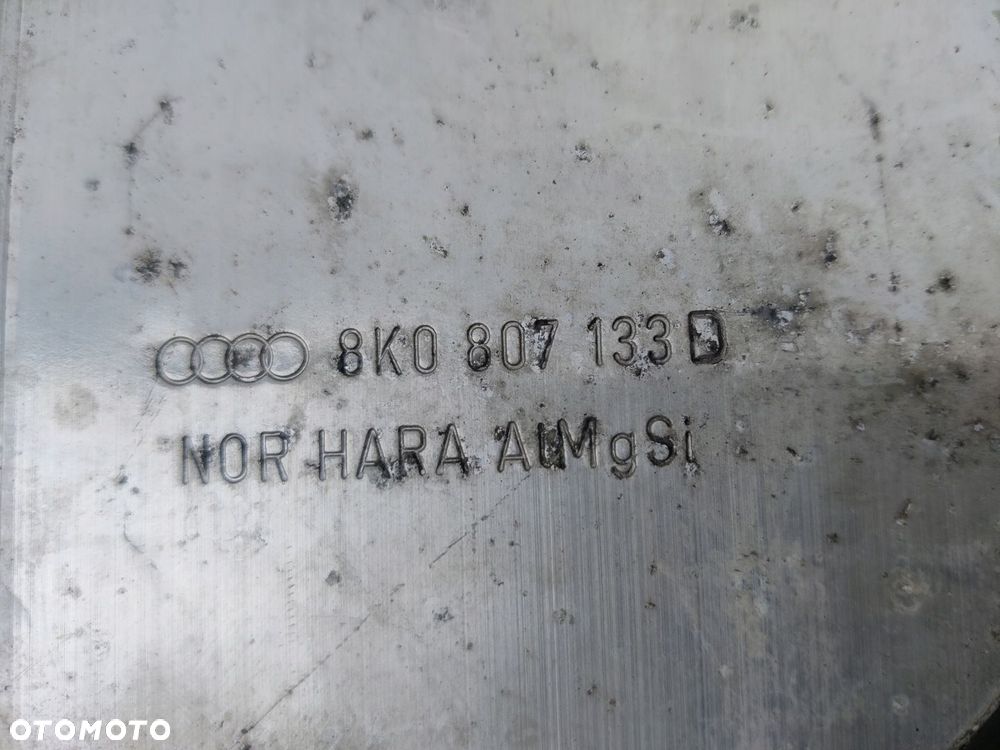 8K0 807 133 D
NOR HARA AlMgSi
OTOMOTO